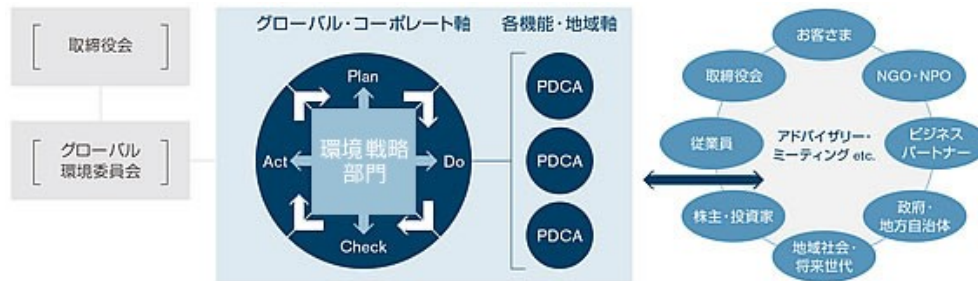 取締役会
グローバル
環境委員会
グローバル・コーポレート軸
各機能・地域軸
Plan
Act
環境戦略
部門
Do
Check
PDCA
PDCA
PDCA
お客さま
取締役会
NGO・NPO
従業員
アドバイザリー・
ミーティング etc.
ビジネス
パートナー
株主・投資家
政府・
地方自治体
地域社会・
将来世代